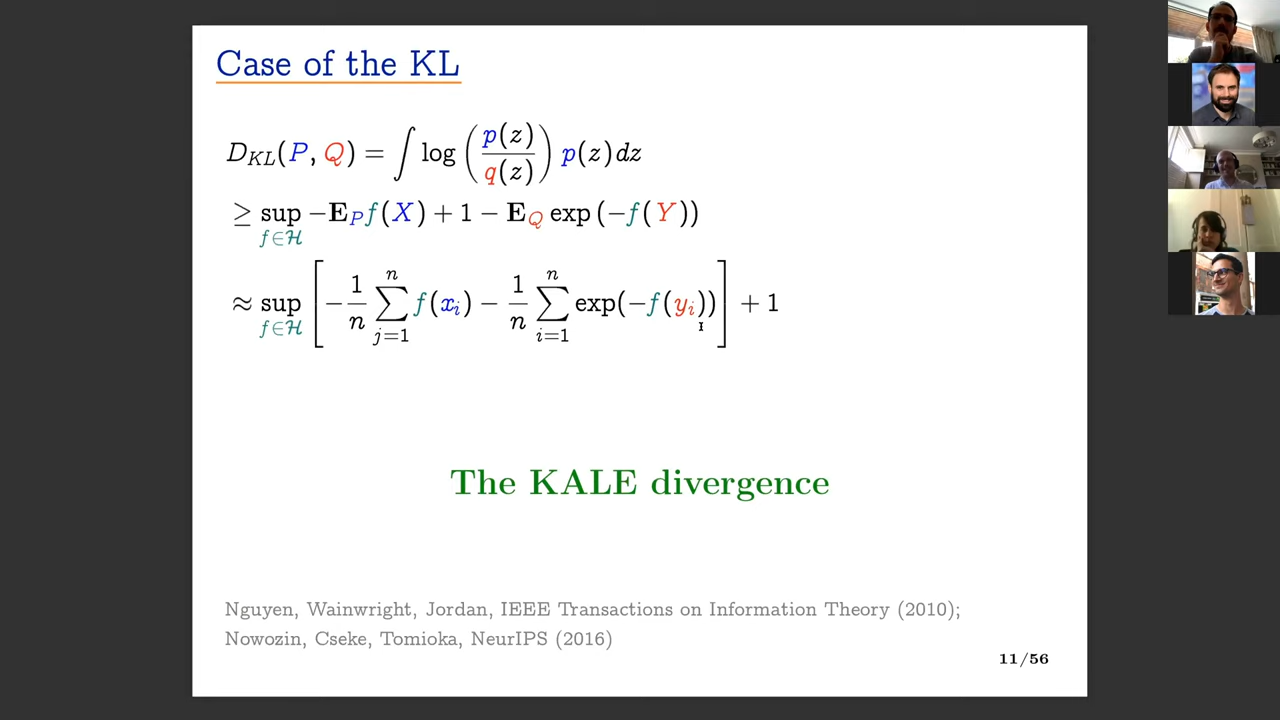 Case of the KL
D_{KL}(P, Q) = ∫ log (p(z)/q(z)) p(z)dz
≥ sup_{f∈ℋ} −E_P f(X) + 1 − E_Q exp (−f(Y))
≈ sup_{f∈ℋ} [−1/n ∑_{j=1}^{n} f(x_i) − 1/n ∑_{i=1}^{n} exp(−f(y_i))] + 1
The KALE divergence
Nguyen, Wainwright, Jordan, IEEE Transactions on Information Theory (2010);
Nowozin, Cseke, Tomioka, NeurIPS (2016)
11/56